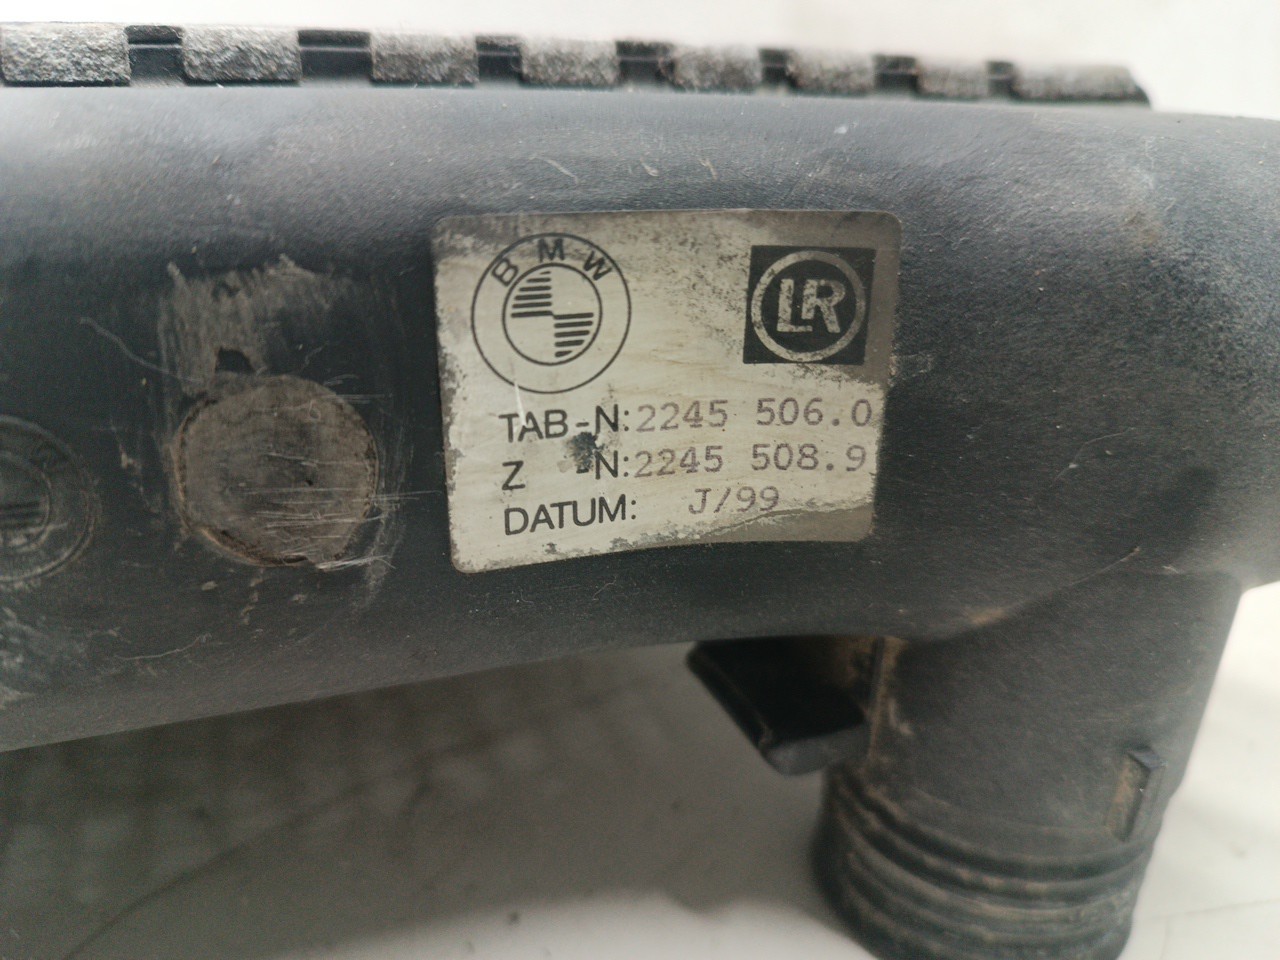 BMW
LR
TAB-N: 2245 506.0
Z -N: 2245 508.9
DATUM: J/99